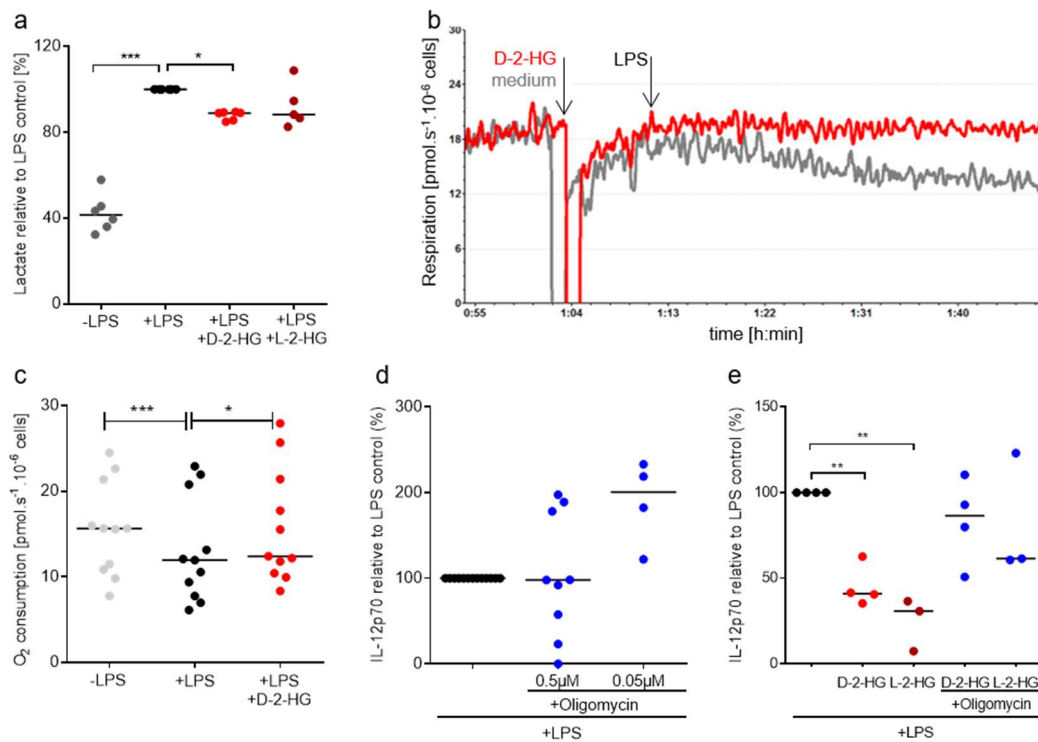 a
Lactate relative to LPS control [%]
120
80
40
0
***
*
-LPS
+LPS
+LPS
+D-2-HG
+LPS
+L-2-HG
b
Respiration [pmol.s⁻¹.10⁻⁶ cells]
30
24
18
12
6
0
D-2-HG
medium
LPS
0:55
1:04
1:13
1:22
1:31
1:40
time [h:min]
c
O₂ consumption [pmol.s⁻¹.10⁻⁶ cells]
30
20
10
0
***
*
-LPS
+LPS
+LPS
+D-2-HG
d
IL-12p70 relative to LPS control (%)
300
200
100
0
0.5µM
0.05µM
+Oligomycin
+LPS
e
IL-12p70 relative to LPS control (%)
150
100
50
0
**
**
D-2-HG L-2-HG D-2-HG L-2-HG
+Oligomycin
+LPS